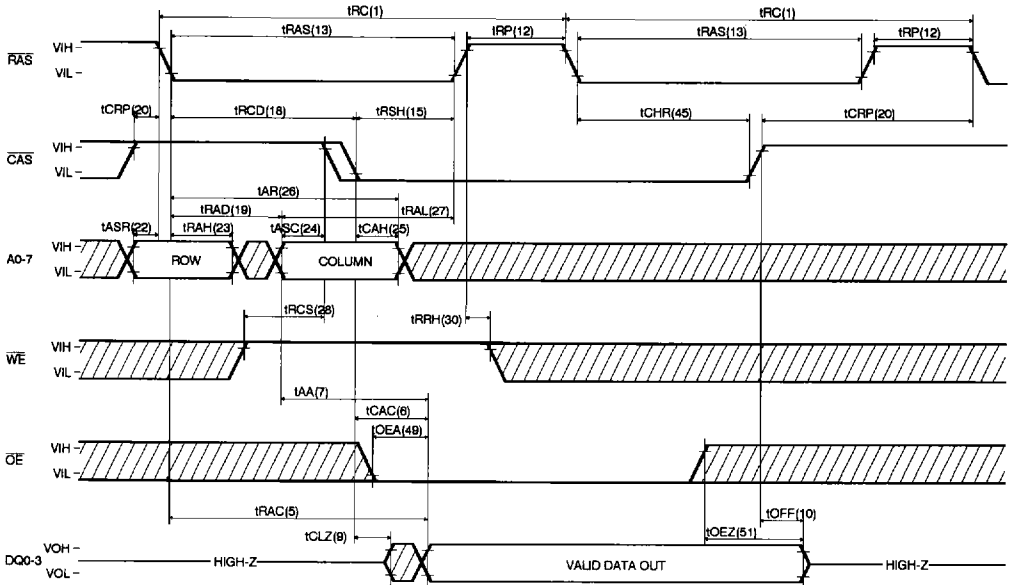 tRC(1) tRC(1)
tRAS(13) tRP(12) tRAS(13) tRP(12)
RAS VIH
VIL
tCRP(20) tRCD(18) tRSH(15) tCHR(45) tCRP(20)
CAS VIH
VIL
tAR(26)
tRAD(19) tRAL(27)
tASR(22) tRAH(23) tASC(24) tCAH(25)
A0-7 VIH
VIL
ROW COLUMN
tRCS(28) tRRH(30)
WE VIH
VIL
tAA(7)
tCAC(6)
tOEA(49)
OE VIH
VIL
tRAC(5) tOFF(10)
tCLZ(9) tOEZ(51)
DQ0-3 VOH
VOL
HIGH-Z VALID DATA OUT HIGH-Z